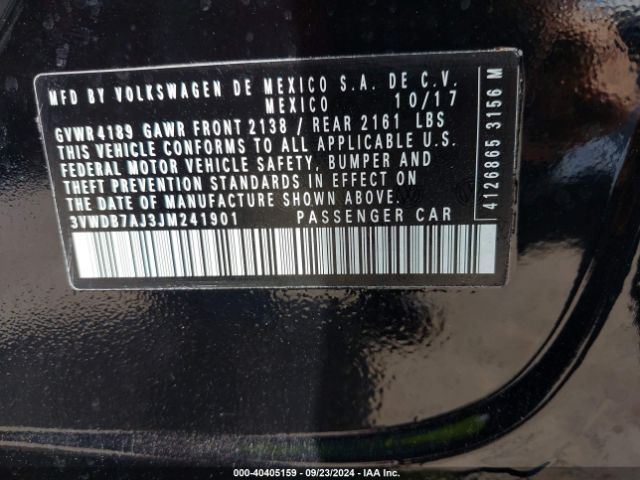 MFD BY VOLKSWAGEN DE MEXICO S.A. DE C.V.
MEXICO 10/17
GVWR4189 GAWR FRONT 2138 / REAR 2161 LBS
THIS VEHICLE CONFORMS TO ALL APPLICABLE U.S.
FEDERAL MOTOR VEHICLE SAFETY, BUMPER AND
THEFT PREVENTION STANDARDS IN EFFECT ON
THE DATE OF MANUFACTURE SHOWN ABOVE.
3VWDB7AJ3JM241901 PASSENGER CAR
4126665 3156 M
000-40405159 - 09/23/2024 - IAA Inc.